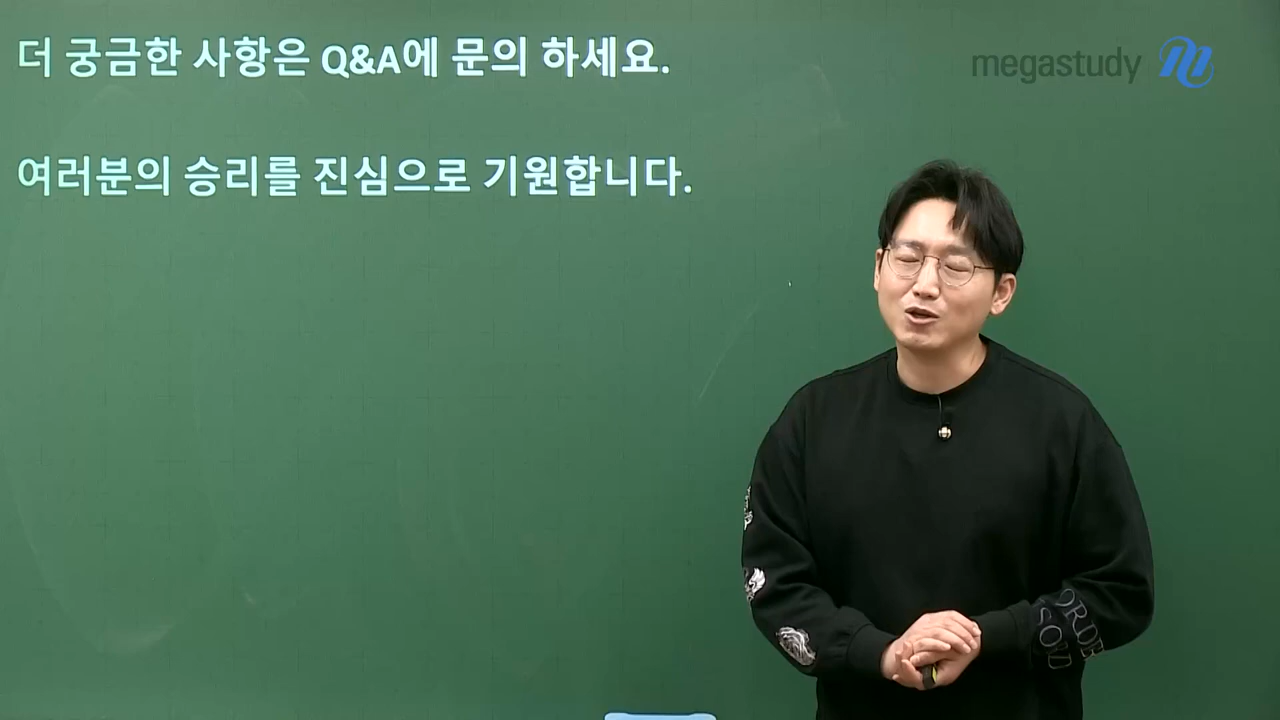 더 궁금한 사항은 Q&A에 문의 하세요.
megastudy
여러분의 승리를 진심으로 기원합니다.
ORDER